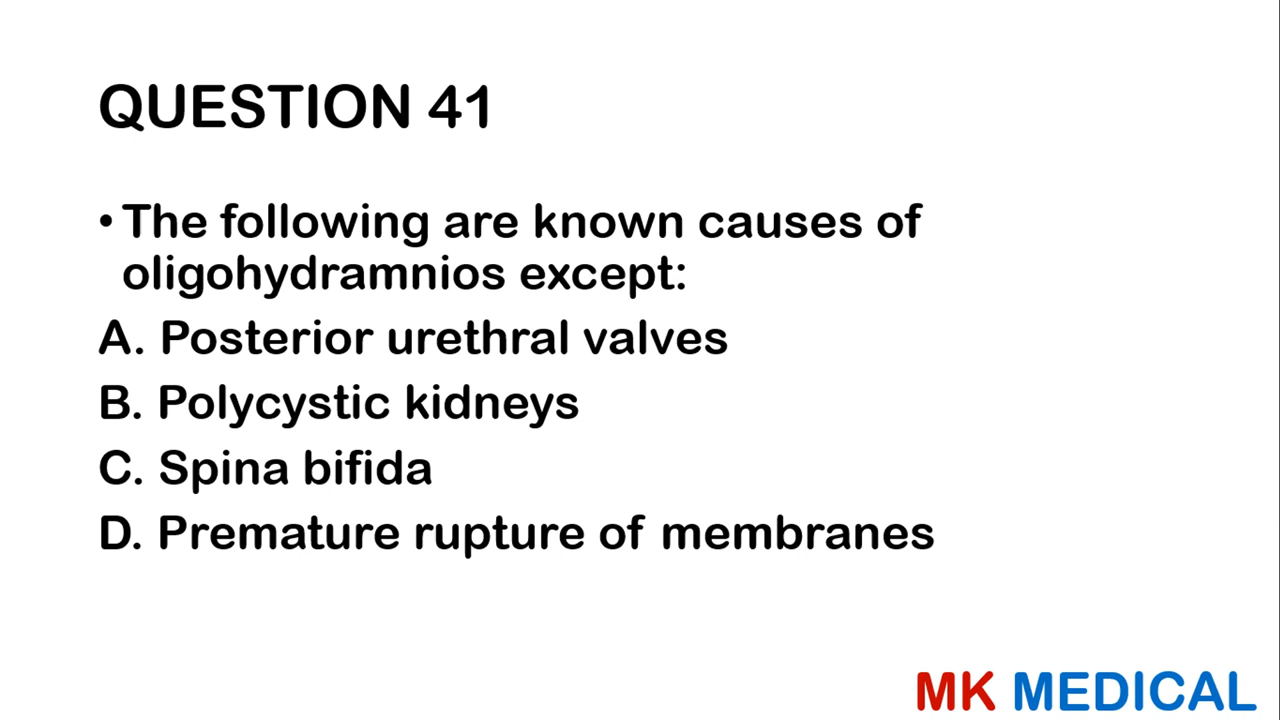 QUESTION 41
• The following are known causes of
oligohydramnios except:
A. Posterior urethral valves
B. Polycystic kidneys
C. Spina bifida
D. Premature rupture of membranes
MK MEDICAL